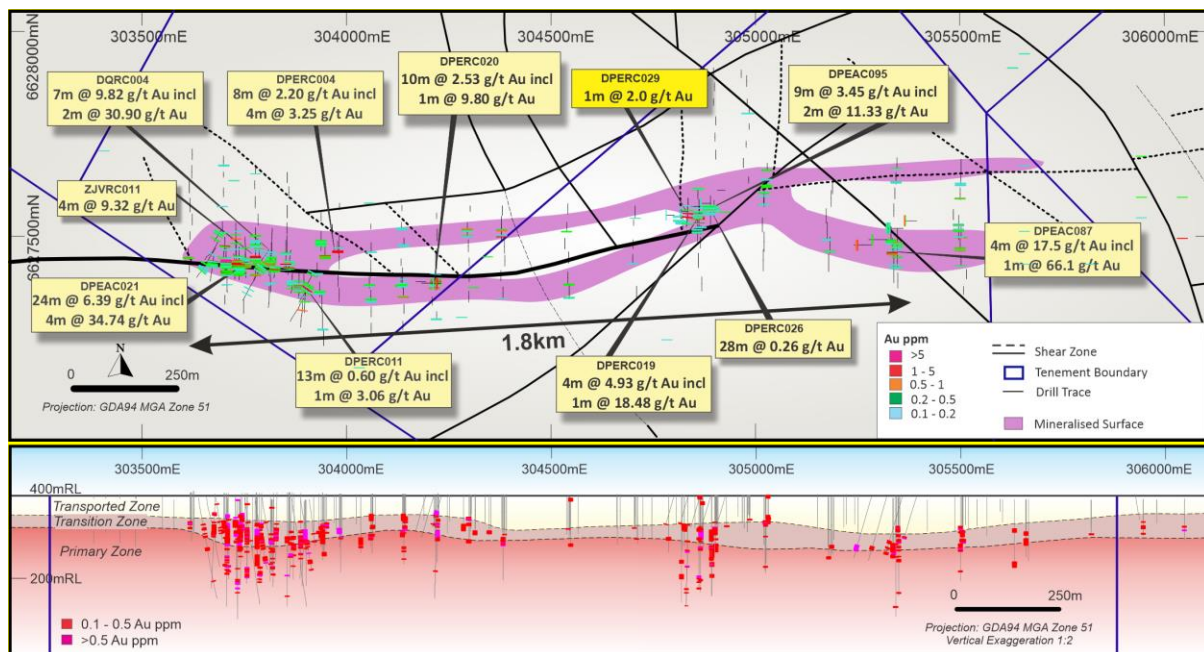 303500mE 304000mE 304500mE 305000mE 305500mE 306000mE
6628000mN
6627500mN
DQRC004
7m @ 9.82 g/t Au incl
2m @ 30.90 g/t Au
DPERC004
8m @ 2.20 g/t Au incl
4m @ 3.25 g/t Au
DPERC020
10m @ 2.53 g/t Au incl
1m @ 9.80 g/t Au
DPERC029
1m @ 2.0 g/t Au
DPEAC095
9m @ 3.45 g/t Au incl
2m @ 11.33 g/t Au
ZJVRC011
4m @ 9.32 g/t Au
DPEAC087
4m @ 17.5 g/t Au incl
1m @ 66.1 g/t Au
DPEAC021
24m @ 6.39 g/t Au incl
4m @ 34.74 g/t Au
1.8km
DPERC026
28m @ 0.26 g/t Au
DPERC011
13m @ 0.60 g/t Au incl
1m @ 3.06 g/t Au
DPERC019
4m @ 4.93 g/t Au incl
1m @ 18.48 g/t Au
N
0 250m
Projection: GDA94 MGA Zone 51
Au ppm
>5
1 - 5
0.5 - 1
0.2 - 0.5
0.1 - 0.2
Shear Zone
Tenement Boundary
Drill Trace
Mineralised Surface
303500mE 304000mE 304500mE 305000mE 305500mE 306000mE
400mRL
Transported Zone
Transition Zone
Primary Zone
200mRL
0.1 - 0.5 Au ppm
>0.5 Au ppm
0 250m
Projection: GDA94 MGA Zone 51
Vertical Exaggeration 1:2